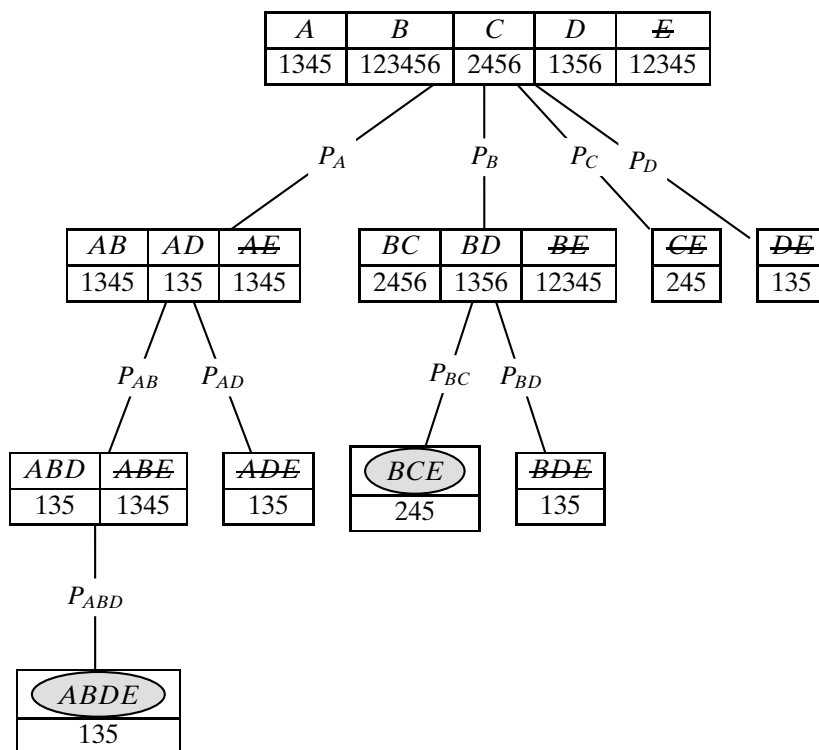 A B C D E
1345 123456 2456 1356 12345
P_A P_B P_C P_D
AB AD AE BC BD BE CE DE
1345 135 1345 2456 1356 12345 245 135
P_AB P_AD P_BC P_BD
ABD ABE ADE BCE BDE
135 1345 135 245 135
P_ABD
ABDE
135